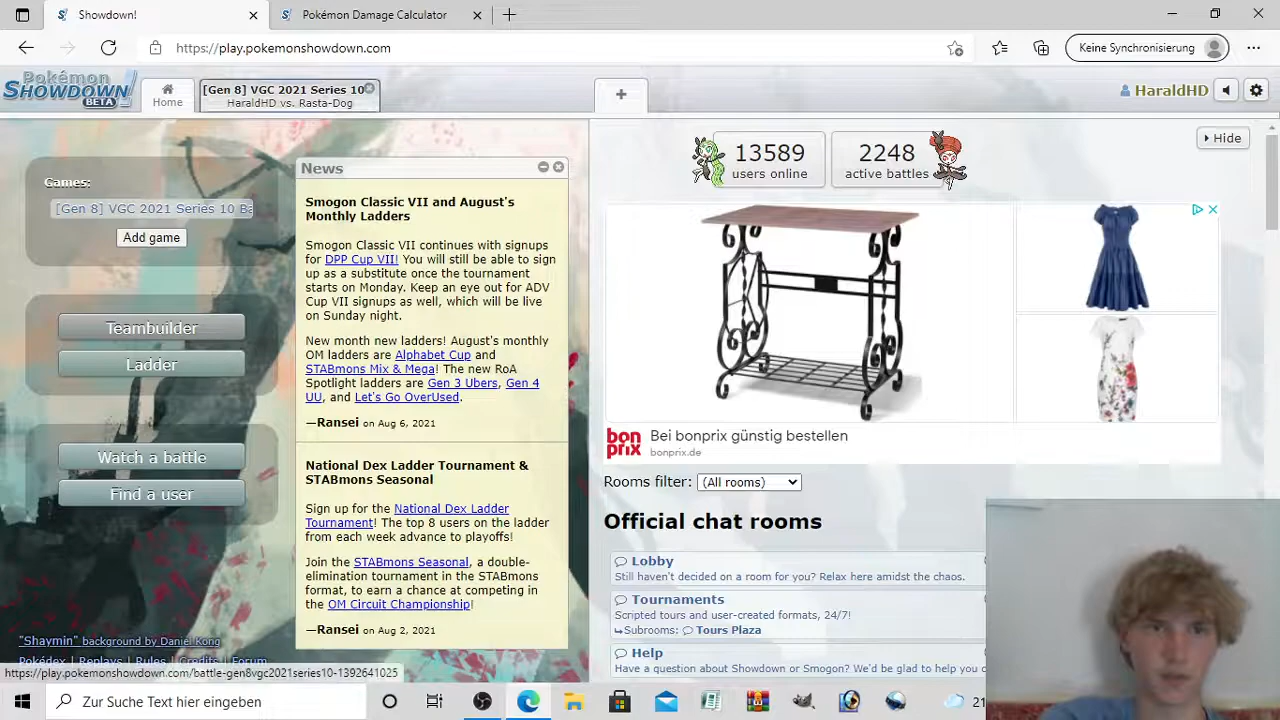 Showdown!
Pokémon Damage Calculator
https://play.pokemonshowdown.com
Keine Synchronisierung
Pokémon
SHOWDOWN!
BETA
Home
[Gen 8] VGC 2021 Series 10
HaraldHD vs. Rasta-Dog
HaraldHD
Games:
[Gen 8] VGC 2021 Series 10 Ba
Add game
Teambuilder
Ladder
Watch a battle
Find a user
"Shaymin" background by Daniel Kong
Pokédex | Replays | Rules | Credits | Forum
https://play.pokemonshowdown.com/battle-gen8vgc2021series10-1392641025
News
Smogon Classic VII and August's
Monthly Ladders
Smogon Classic VII continues with signups
for DPP Cup VII! You will still be able to sign
up as a substitute once the tournament
starts on Monday. Keep an eye out for ADV
Cup VII signups as well, which will be live
on Sunday night.
New month new ladders! August's monthly
OM ladders are Alphabet Cup and
STABmons Mix & Mega! The new RoA
Spotlight ladders are Gen 3 Ubers, Gen 4
UU, and Let's Go OverUsed.
—Ransei on Aug 6, 2021
National Dex Ladder Tournament &
STABmons Seasonal
Sign up for the National Dex Ladder
Tournament! The top 8 users on the ladder
from each week advance to playoffs!
Join the STABmons Seasonal, a double-
elimination tournament in the STABmons
format, to earn a chance at competing in
the OM Circuit Championship!
—Ransei on Aug 2, 2021
13589
users online
2248
active battles
Hide
bon
prix
Bei bonprix günstig bestellen
bonprix.de
Rooms filter: (All rooms)
Official chat rooms
Lobby
Still haven't decided on a room for you? Relax here amidst the chaos.
Tournaments
Scripted tours and user-created formats, 24/7!
Subrooms: Tours Plaza
Help
Have a question about Showdown or Smogon? We'd be glad to help you o
Zur Suche Text hier eingeben
21